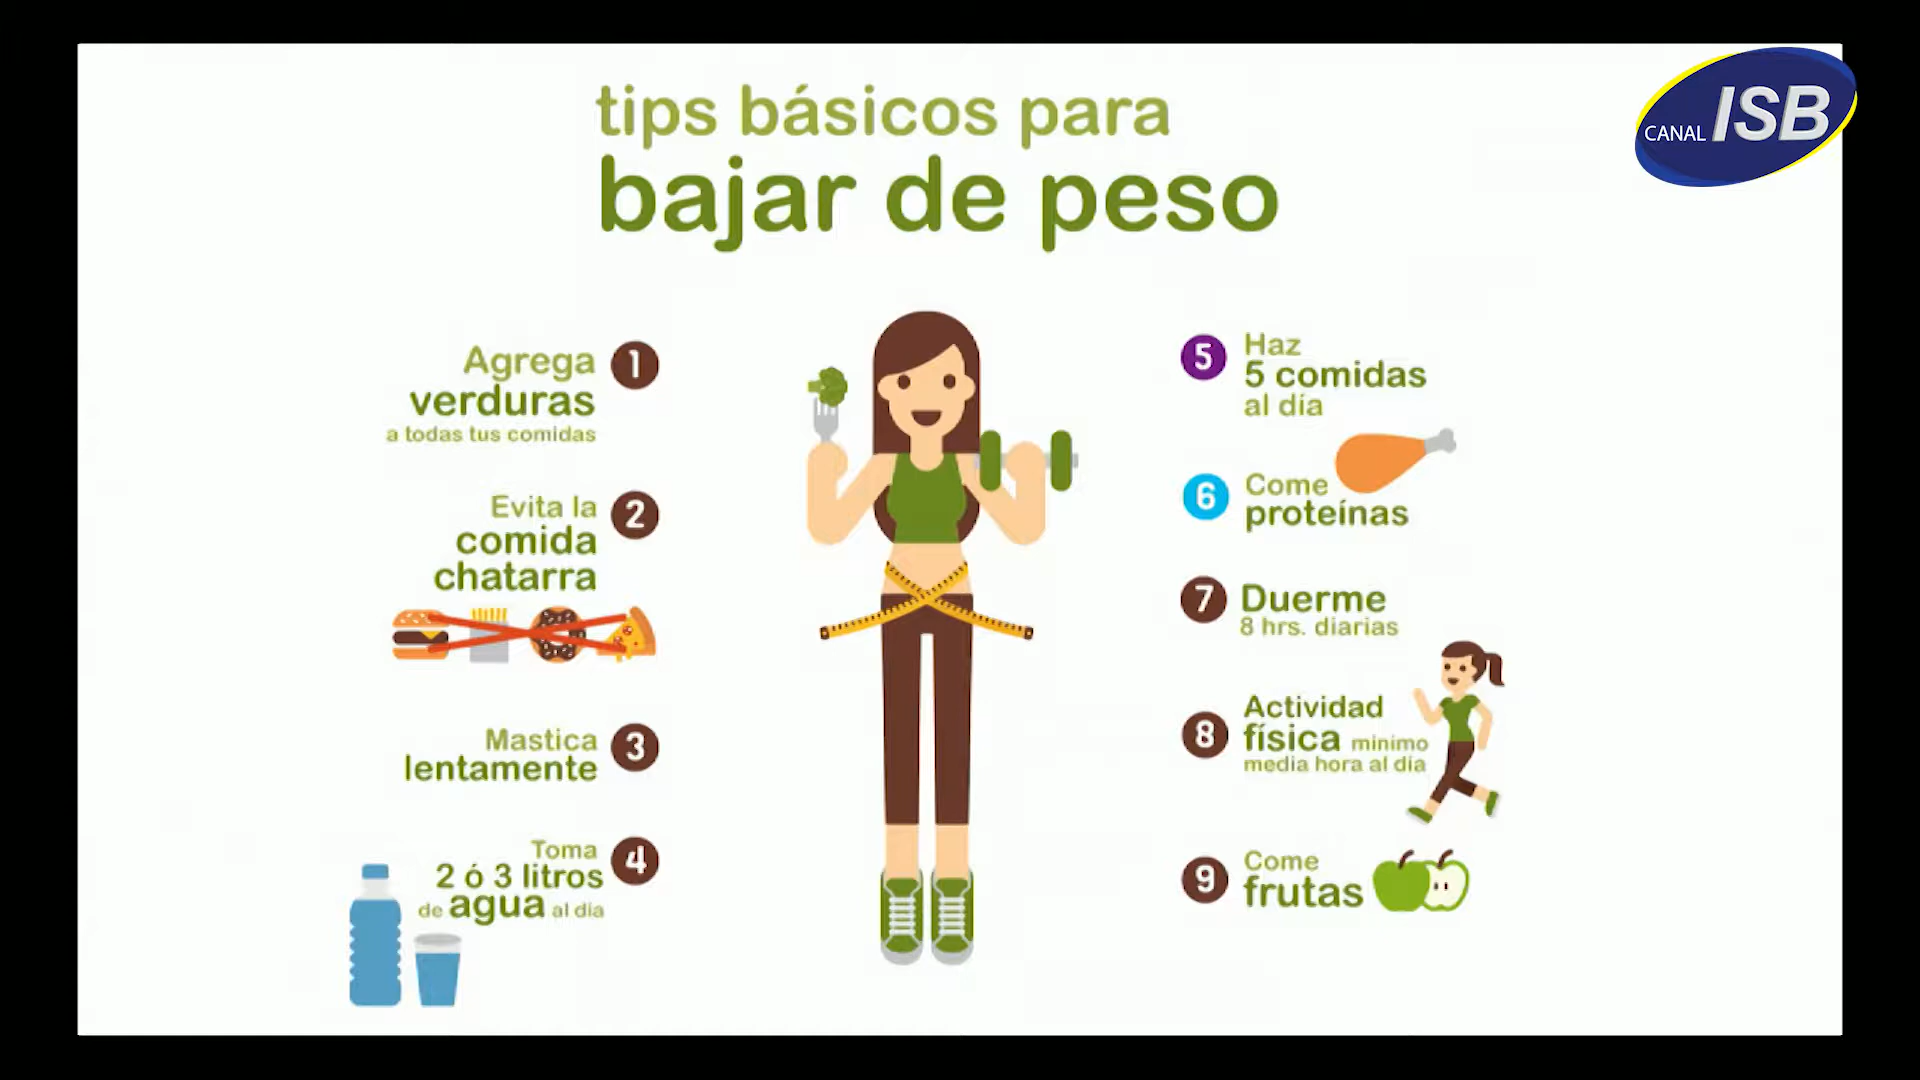 tips básicos para
bajar de peso
CANAL ISB
1
Agrega
verduras
a todas tus comidas
2
Evita la
comida
chatarra
3
Mastica
lentamente
4
Toma
2 ó 3 litros
de agua al día
5
Haz
5 comidas
al día
6
Come
proteínas
7
Duerme
8 hrs. diarias
8
Actividad
física minimo
media hora al dia
9
Come
frutas